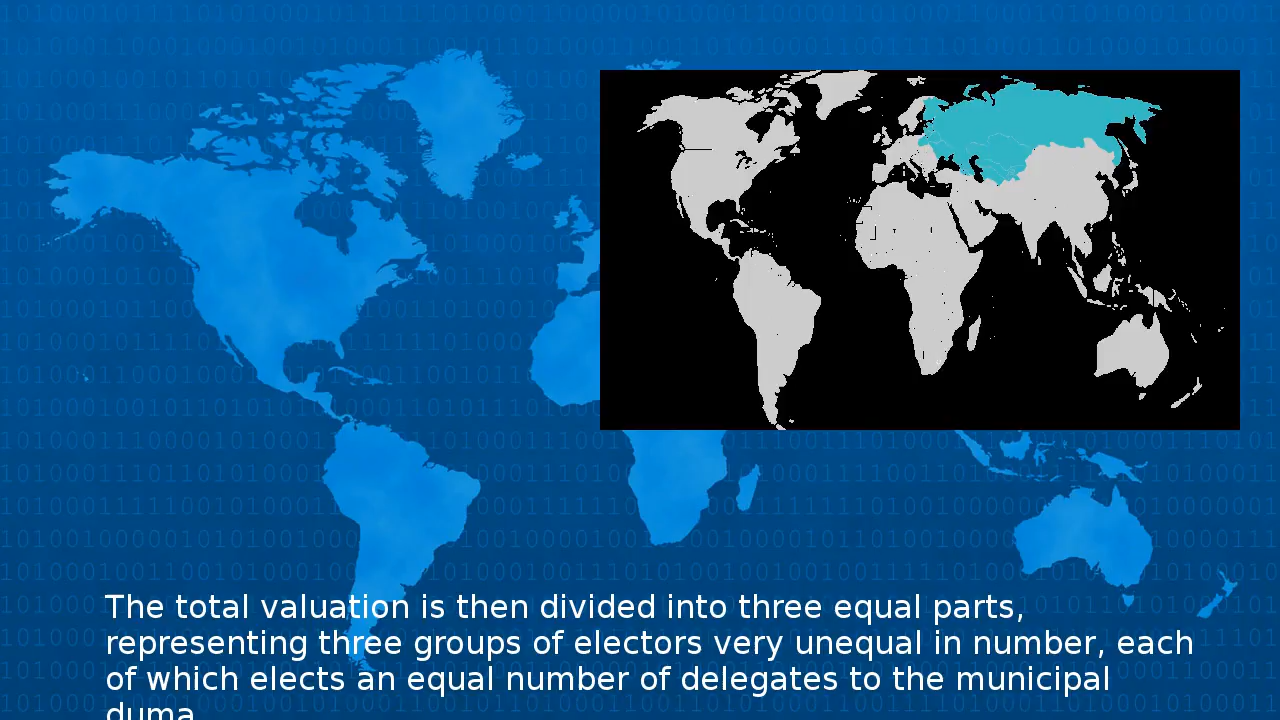 The total valuation is then divided into three equal parts,
representing three groups of electors very unequal in number, each
of which elects an equal number of delegates to the municipal
duma